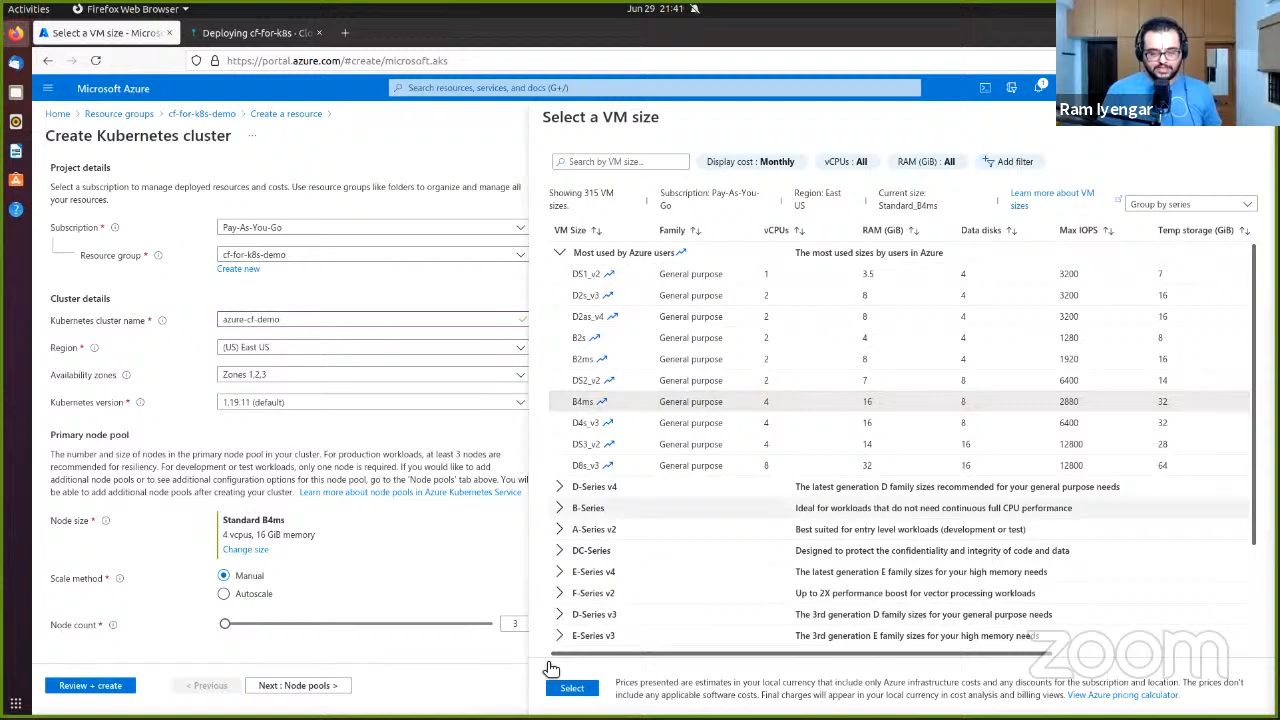 Activities
Firefox Web Browser
Jun 29 21:41
Select a VM size - Microso
Deploying cf-for-k8s · Clo
https://portal.azure.com/#create/microsoft.aks
Microsoft Azure
Search resources, services, and docs (G+/)
1
Ram Iyengar
Home
Resource groups
cf-for-k8s-demo
Create a resource
Create Kubernetes cluster
...
Project details
Select a subscription to manage deployed resources and costs. Use resource groups like folders to organize and manage all
your resources.
Subscription *
Pay-As-You-Go
Resource group *
cf-for-k8s-demo
Create new
Cluster details
Kubernetes cluster name *
azure-cf-demo
Region *
(US) East US
Availability zones
Zones 1,2,3
Kubernetes version *
1.19.11 (default)
Primary node pool
The number and size of nodes in the primary node pool in your cluster. For production workloads, at least 3 nodes are
recommended for resiliency. For development or test workloads, only one node is required. If you would like to add
additional node pools or to see additional configuration options for this node pool, go to the 'Node pools' tab above. You will
be able to add additional node pools after creating your cluster. Learn more about node pools in Azure Kubernetes Service
Node size *
Standard B4ms
4 vcpus, 16 GiB memory
Change size
Scale method *
Manual
Autoscale
Node count *
3
Review + create
< Previous
Next : Node pools >
Select a VM size
Search by VM size...
Display cost : Monthly
vCPUs : All
RAM (GiB) : All
Add filter
Showing 315 VM
sizes.
Subscription: Pay-As-You-
Go
Region: East
US
Current size:
Standard_B4ms
Learn more about VM
sizes
Group by series
VM Size Family vCPUs RAM (GiB) Data disks Max IOPS Temp storage (GiB)
Most used by Azure users The most used sizes by users in Azure
DS1_v2 General purpose 1 3.5 4 3200 7
D2s_v3 General purpose 2 8 4 3200 16
D2as_v4 General purpose 2 8 4 3200 16
B2s General purpose 2 4 4 1280 8
B2ms General purpose 2 8 4 1920 16
DS2_v2 General purpose 2 7 8 6400 14
B4ms General purpose 4 16 8 2880 32
D4s_v3 General purpose 4 16 8 6400 32
DS3_v2 General purpose 4 14 16 12800 28
D8s_v3 General purpose 8 32 16 12800 64
D-Series v4 The latest generation D family sizes recommended for your general purpose needs
B-Series Ideal for workloads that do not need continuous full CPU performance
A-Series v2 Best suited for entry level workloads (development or test)
DC-Series Designed to protect the confidentiality and integrity of code and data
E-Series v4 The latest generation E family sizes for your high memory needs
F-Series v2 Up to 2X performance boost for vector processing workloads
D-Series v3 The 3rd generation D family sizes for your general purpose needs
E-Series v3 The 3rd generation E family sizes for your high memory needs
zoom
Select
Prices presented are estimates in your local currency that include only Azure infrastructure costs and any discounts for the subscription and location. The prices don't
include any applicable software costs. Final charges will appear in your local currency in cost analysis and billing views. View Azure pricing calculator.